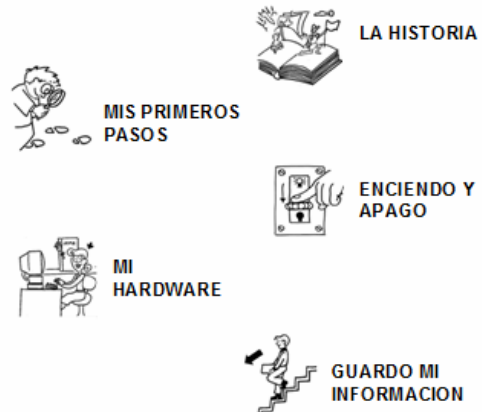 LA HISTORIA
MIS PRIMEROS
PASOS
ENCIENDO Y
APAGO
MI
HARDWARE
GUARDO MI
INFORMACION